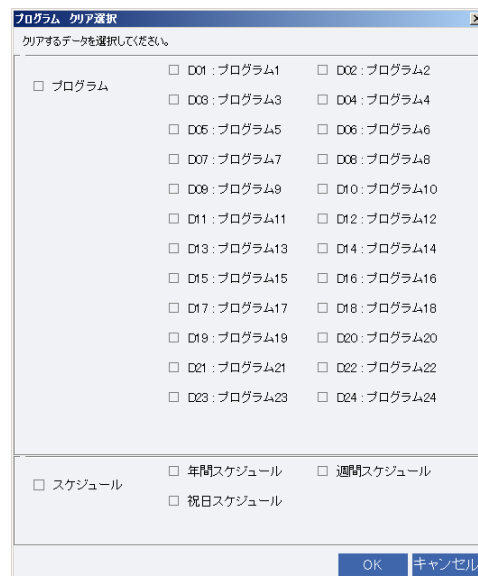 プログラム クリア選択
クリアするデータを選択してください。
プログラム
D01 : プログラム1 D02 : プログラム2
D03 : プログラム3 D04 : プログラム4
D05 : プログラム5 D06 : プログラム6
D07 : プログラム7 D08 : プログラム8
D09 : プログラム9 D10 : プログラム10
D11 : プログラム11 D12 : プログラム12
D13 : プログラム13 D14 : プログラム14
D15 : プログラム15 D16 : プログラム16
D17 : プログラム17 D18 : プログラム18
D19 : プログラム19 D20 : プログラム20
D21 : プログラム21 D22 : プログラム22
D23 : プログラム23 D24 : プログラム24
スケジュール
年間スケジュール 週間スケジュール
祝日スケジュール
OK キャンセル